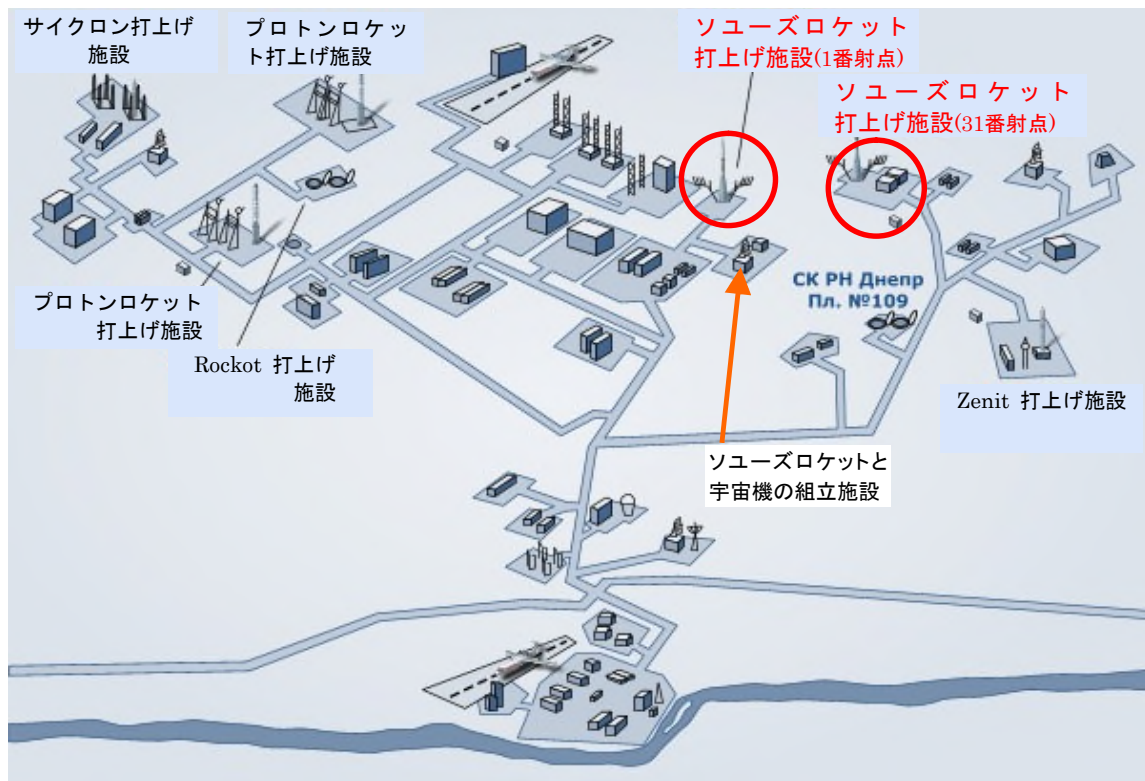 サイクロン打上げ
施設
プロトンロケッ
ト打上げ施設
ソユーズロケット
打上げ施設(1番射点)
ソユーズロケット
打上げ施設(31番射点)
СК РН Днепр
Пл. №109
プロトンロケット
打上げ施設
Rockot 打上げ
施設
Zenit 打上げ施設
ソユーズロケットと
宇宙機の組立施設